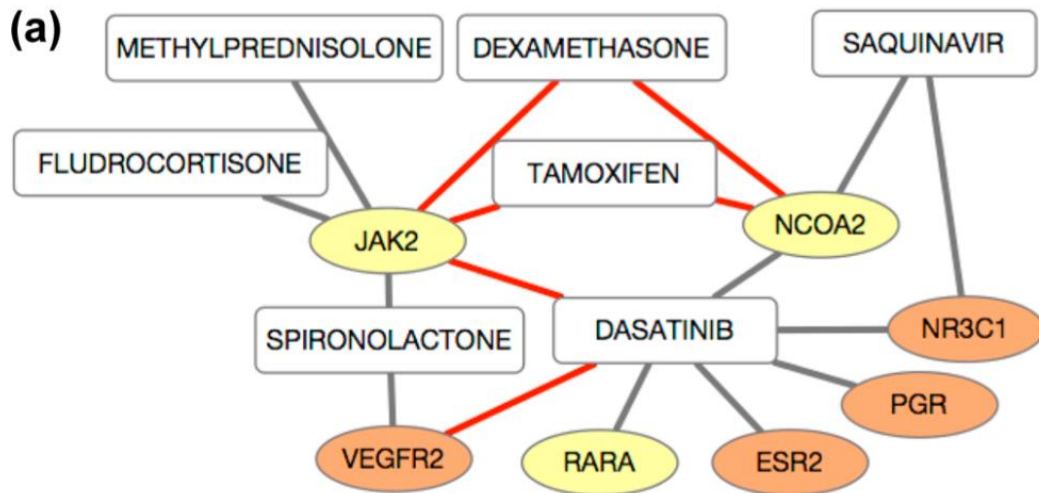 (a)
METHYLPREDNISOLONE
DEXAMETHASONE
SAQUINAVIR
FLUDROCORTISONE
TAMOXIFEN
JAK2
NCOA2
SPIRONOLACTONE
DASATINIB
NR3C1
PGR
VEGFR2
RARA
ESR2